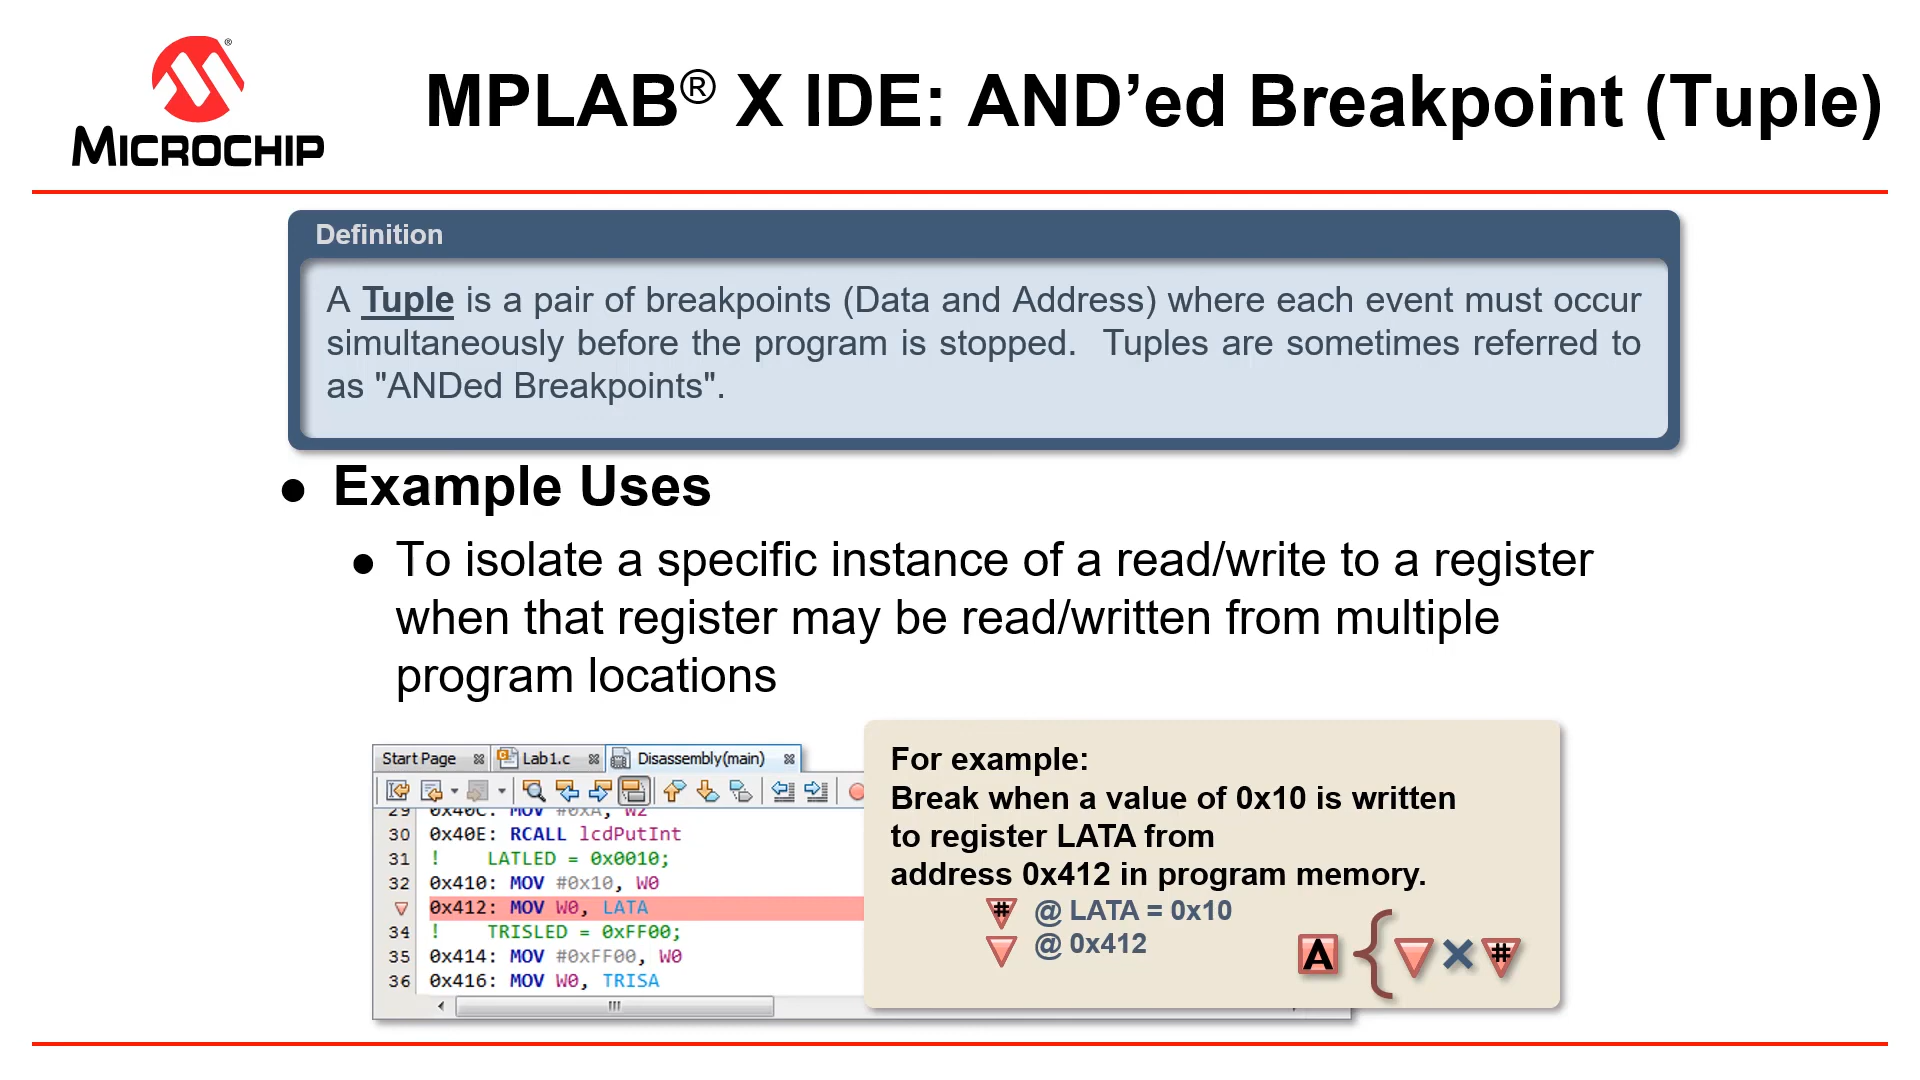 MICROCHIP ®
MPLAB® X IDE: AND’ed Breakpoint (Tuple)
Definition
A Tuple is a pair of breakpoints (Data and Address) where each event must occur
simultaneously before the program is stopped. Tuples are sometimes referred to
as "ANDed Breakpoints".
● Example Uses
● To isolate a specific instance of a read/write to a register
when that register may be read/written from multiple
program locations
Start Page Lab1.c Disassembly(main)
29 0x40C: MOV #0xA, W2
30 0x40E: RCALL lcdPutInt
31 ! LATLED = 0x0010;
32 0x410: MOV #0x10, W0
0x412: MOV W0, LATA
34 ! TRISLED = 0xFF00;
35 0x414: MOV #0xFF00, W0
36 0x416: MOV W0, TRISA
For example:
Break when a value of 0x10 is written
to register LATA from
address 0x412 in program memory.
# @ LATA = 0x10
@ 0x412
A { × #